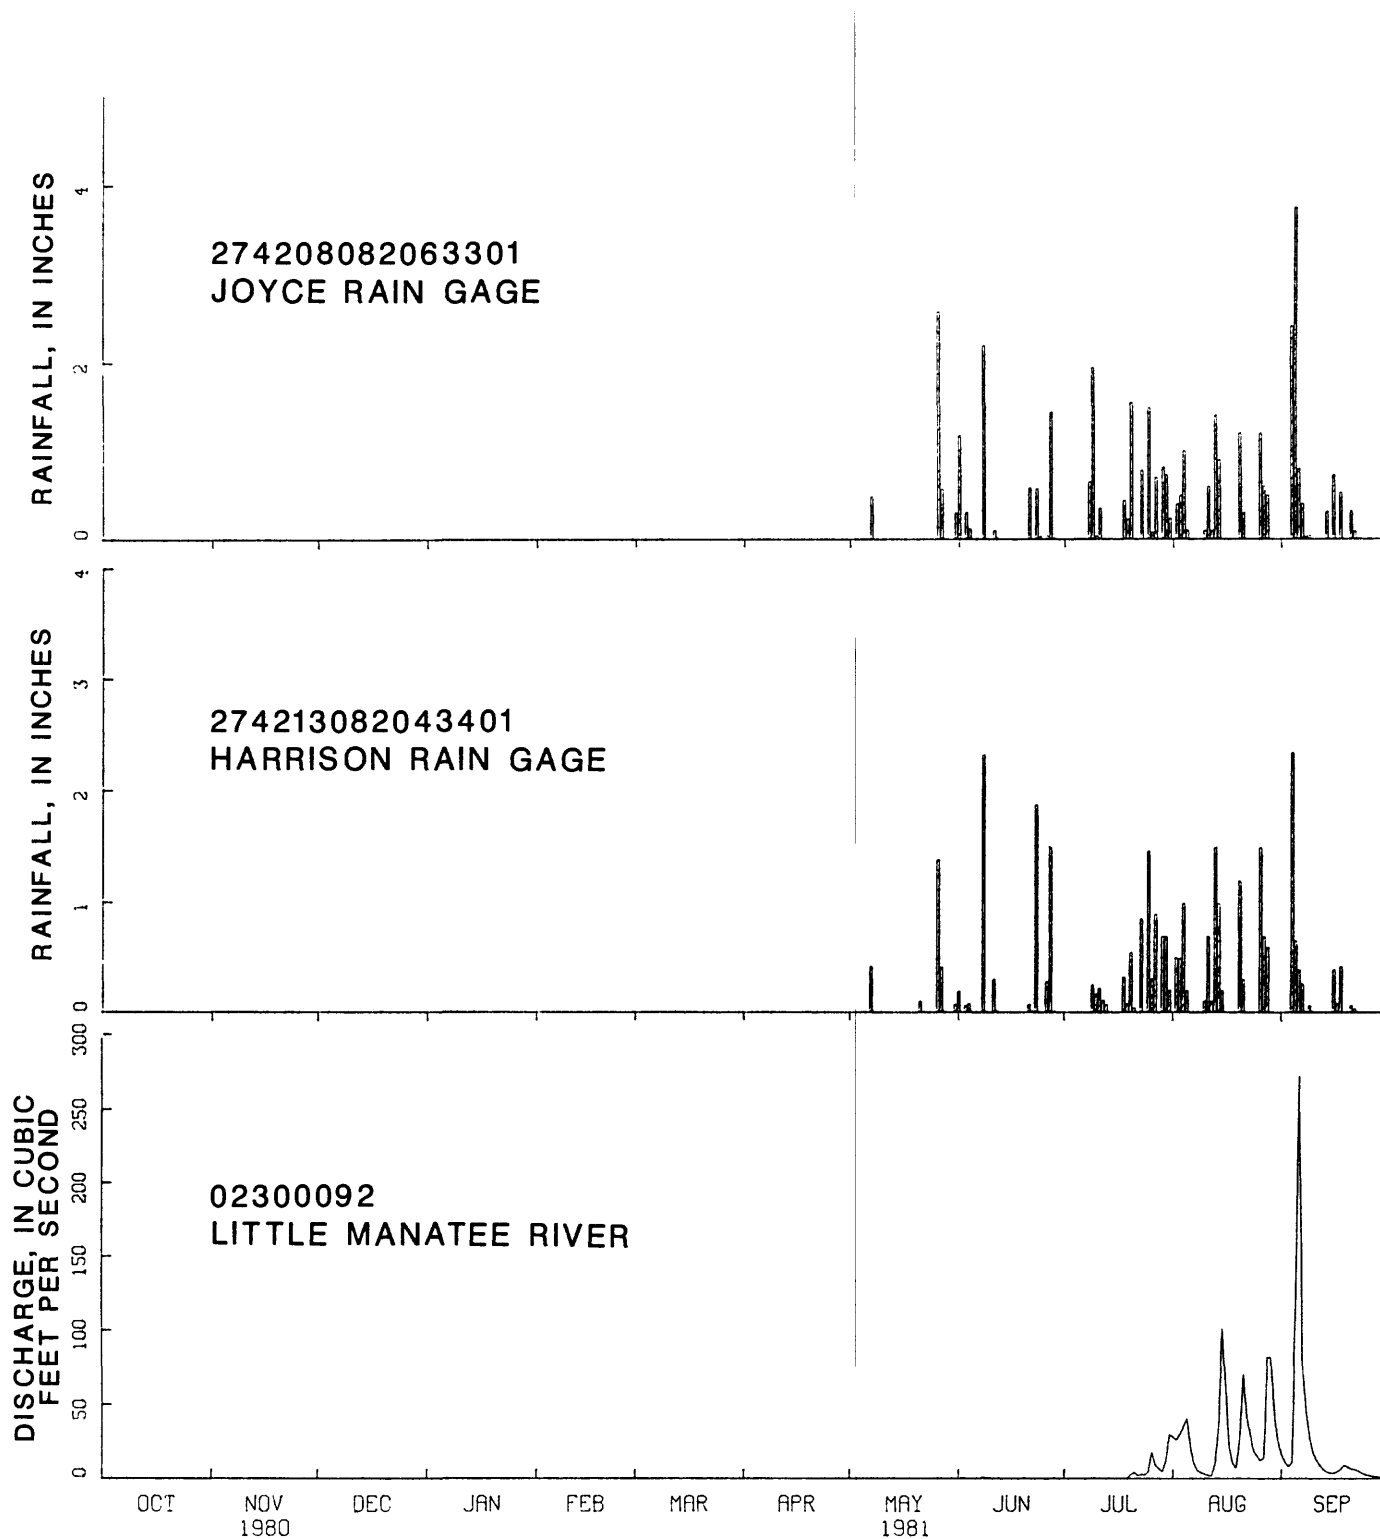 RAINFALL, IN INCHES
4
2
0
274208082063301
JOYCE RAIN GAGE
RAINFALL, IN INCHES
4
3
2
1
0
274213082043401
HARRISON RAIN GAGE
DISCHARGE, IN CUBIC
FEET PER SECOND
300
250
200
150
100
50
0
02300092
LITTLE MANATEE RIVER
OCT NOV DEC JAN FEB MAR APR MAY JUN JUL AUG SEP
1980 1981